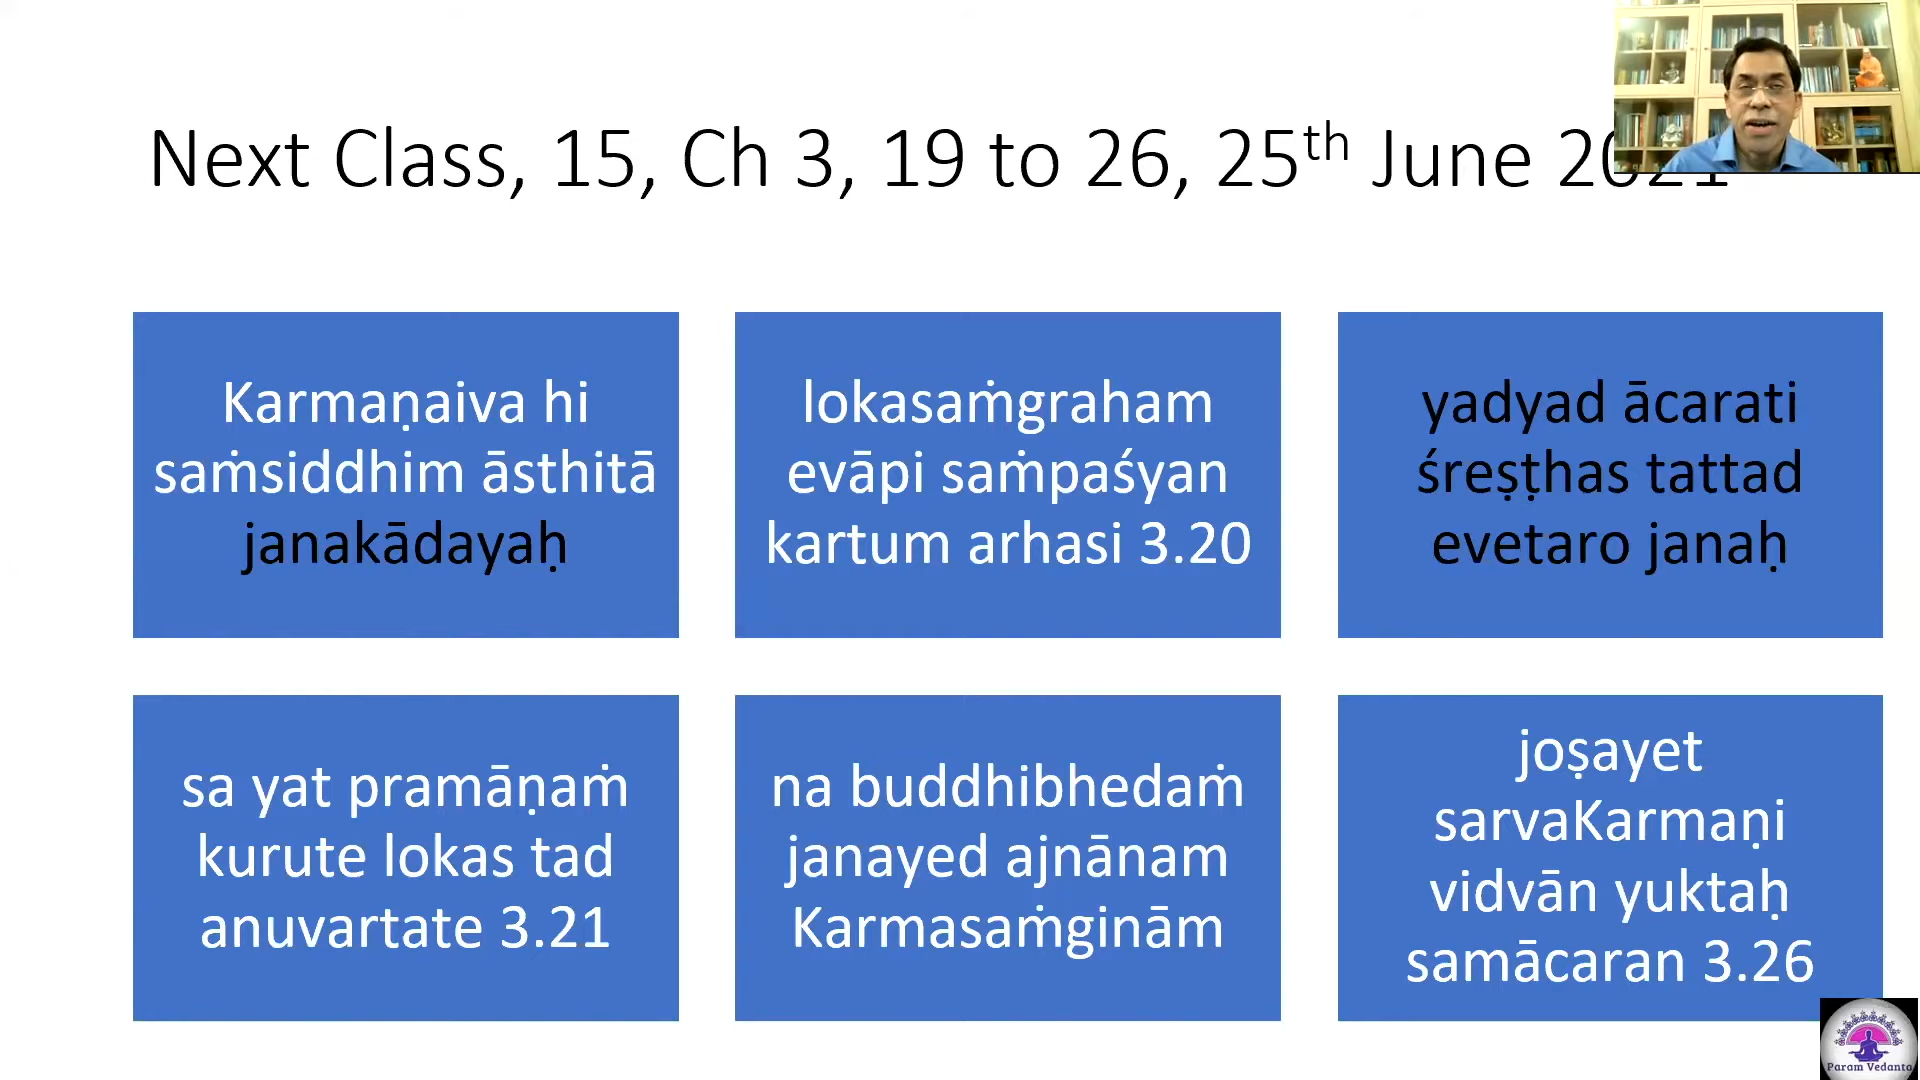 Next Class, 15, Ch 3, 19 to 26, 25th June 2021
Karmaṇaiva hi
saṁsiddhim āsthitā
janakādayaḥ
lokasaṁgraham
evāpi saṁpaśyan
kartum arhasi 3.20
yadyad ācarati
śreṣṭhas tattad
evetaro janaḥ
sa yat pramāṇaṁ
kurute lokas tad
anuvartate 3.21
na buddhibhedaṁ
janayed ajnānam
Karmasaṁginām
joṣayet
sarvaKarmaṇi
vidvān yuktaḥ
samācaran 3.26
Param Vedanta